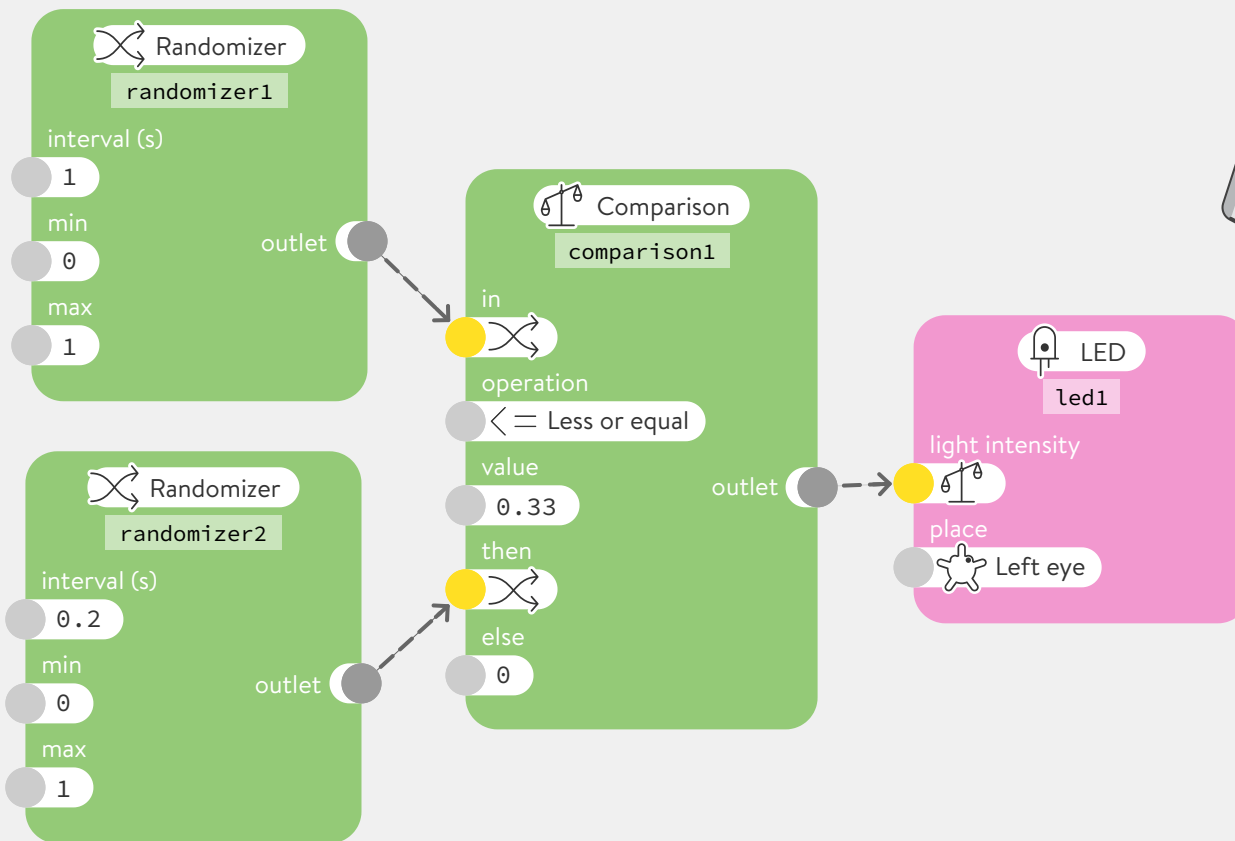 Randomizer
randomizer1
interval (s)
1
min
0
outlet
max
1
Randomizer
randomizer2
interval (s)
0.2
min
0
outlet
max
1
Comparison
comparison1
in
operation
<= Less or equal
value
0.33
outlet
then
else
0
LED
led1
light intensity
place
Left eye